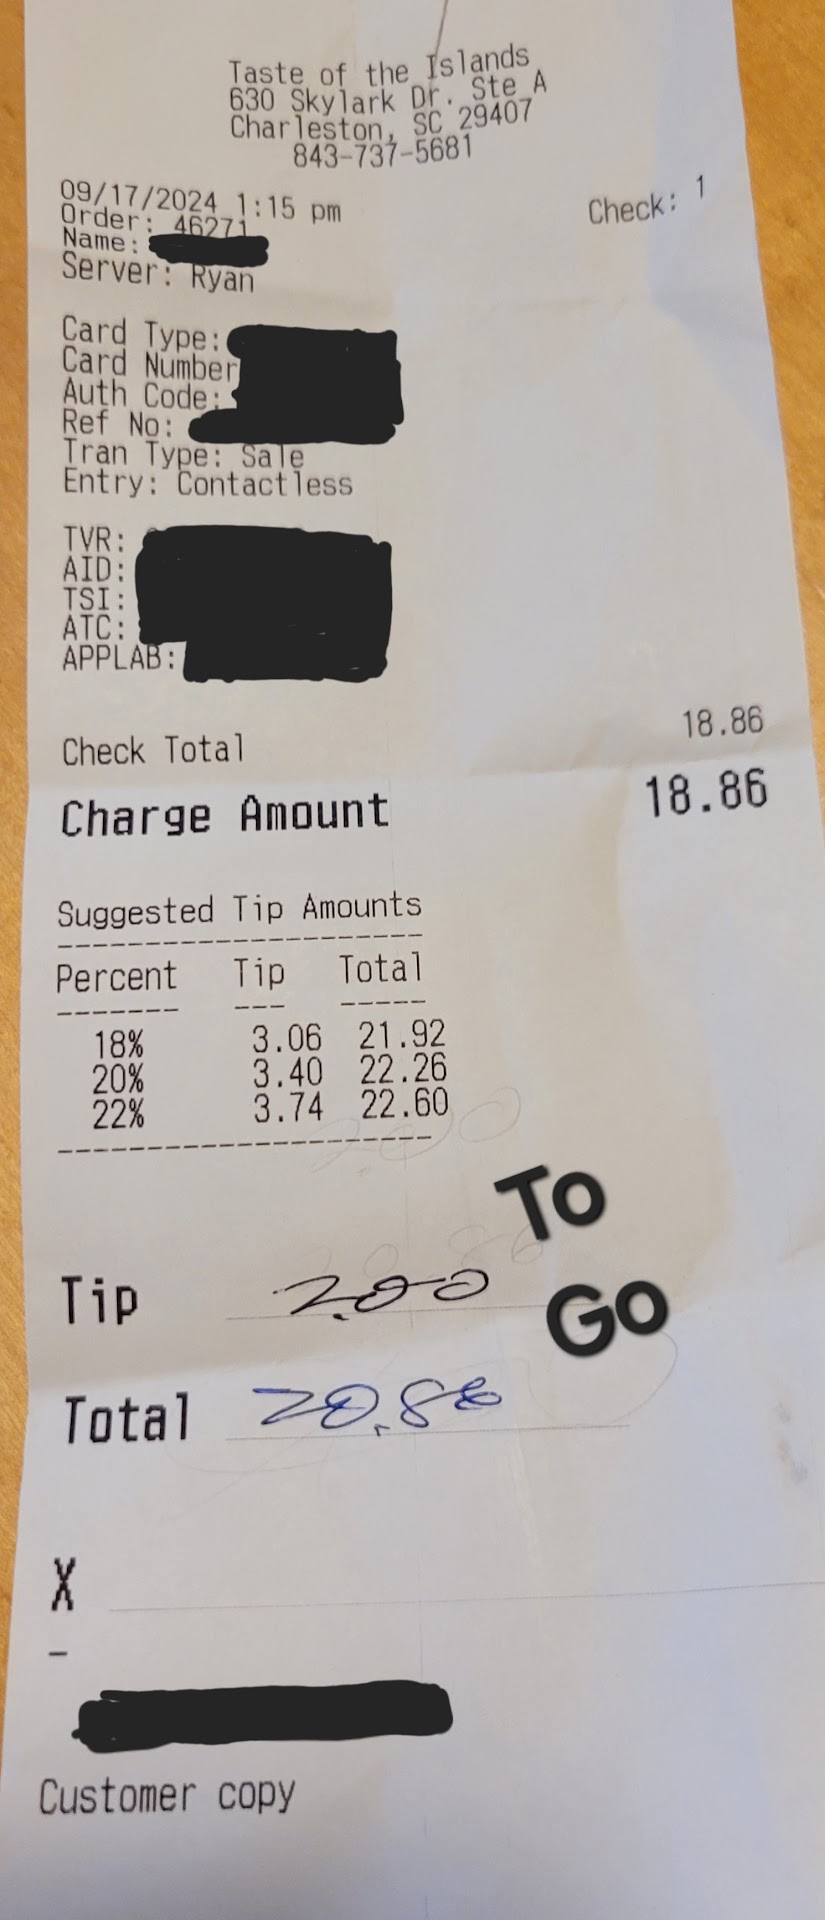 Taste of the Islands
630 Skylark Dr. Ste A
Charleston, SC 29407
843-737-5681
09/17/2024 1:15 pm Check: 1
Order: 46271
Name:
Server: Ryan
Card Type:
Card Number
Auth Code:
Ref No:
Tran Type: Sale
Entry: Contactless
TVR:
AID:
TSI:
ATC:
APPLAB:
Check Total 18.86
Charge Amount 18.86
Suggested Tip Amounts
Percent Tip Total
18% 3.06 21.92
20% 3.40 22.26
22% 3.74 22.60
To
Go
Tip 2.00
Total 20.86
X
Customer copy